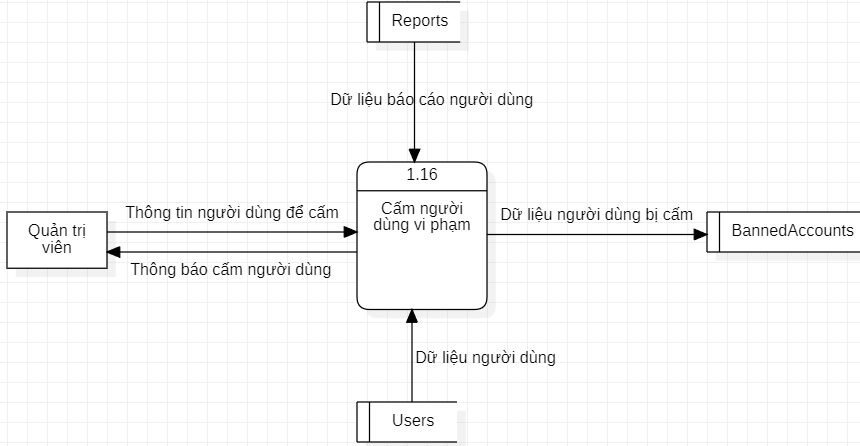 Reports
Dữ liệu báo cáo người dùng
1.16
Cấm người
dùng vi phạm
Quản trị
viên
Thông tin người dùng để cấm
Thông báo cấm người dùng
Dữ liệu người dùng bị cấm
BannedAccounts
Dữ liệu người dùng
Users